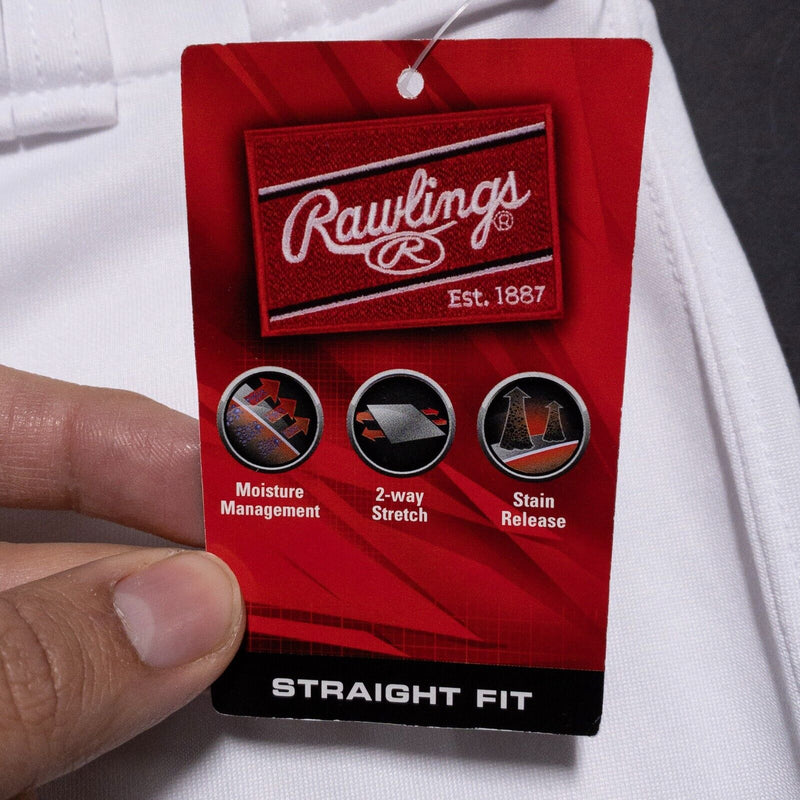 Rawlings®
R
Est. 1887
Moisture
Management
2-way
Stretch
Stain
Release
STRAIGHT FIT